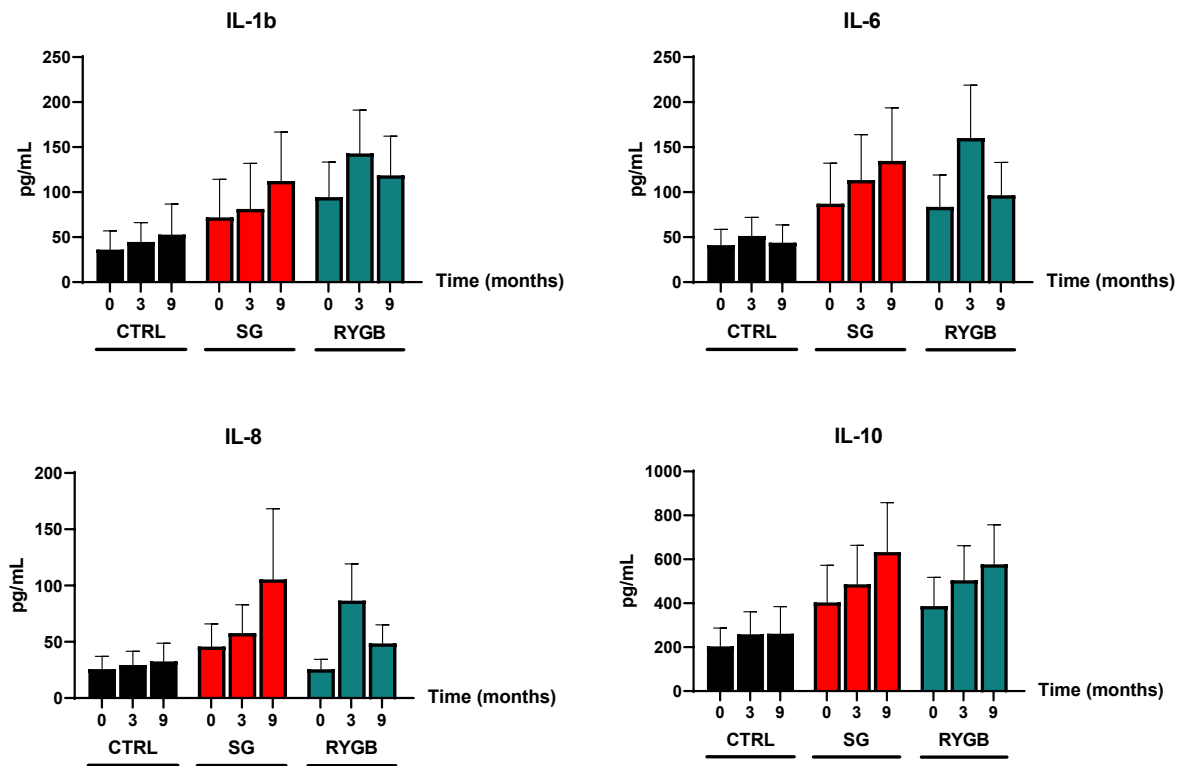 IL-1b
250
200
150
100
50
0
pg/mL
0 3 9 0 3 9 0 3 9
Time (months)
CTRL SG RYGB
IL-6
250
200
150
100
50
0
pg/mL
0 3 9 0 3 9 0 3 9
Time (months)
CTRL SG RYGB
IL-8
200
150
100
50
0
pg/mL
0 3 9 0 3 9 0 3 9
Time (months)
CTRL SG RYGB
IL-10
1000
800
600
400
200
0
pg/mL
0 3 9 0 3 9 0 3 9
Time (months)
CTRL SG RYGB